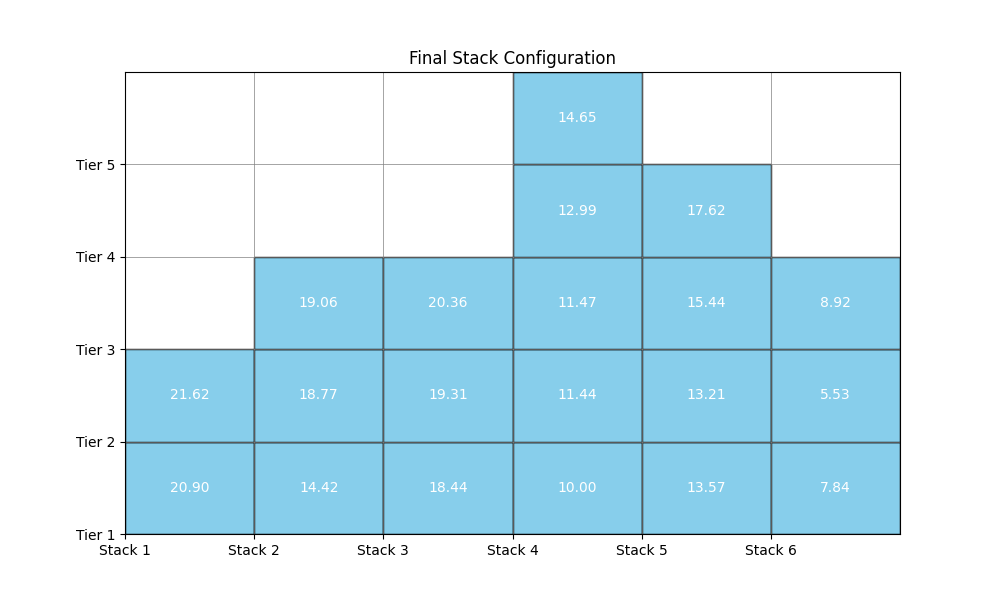 Final Stack Configuration
14.65
Tier 5
12.99 17.62
Tier 4
19.06 20.36 11.47 15.44 8.92
Tier 3
21.62 18.77 19.31 11.44 13.21 5.53
Tier 2
20.90 14.42 18.44 10.00 13.57 7.84
Tier 1
Stack 1 Stack 2 Stack 3 Stack 4 Stack 5 Stack 6